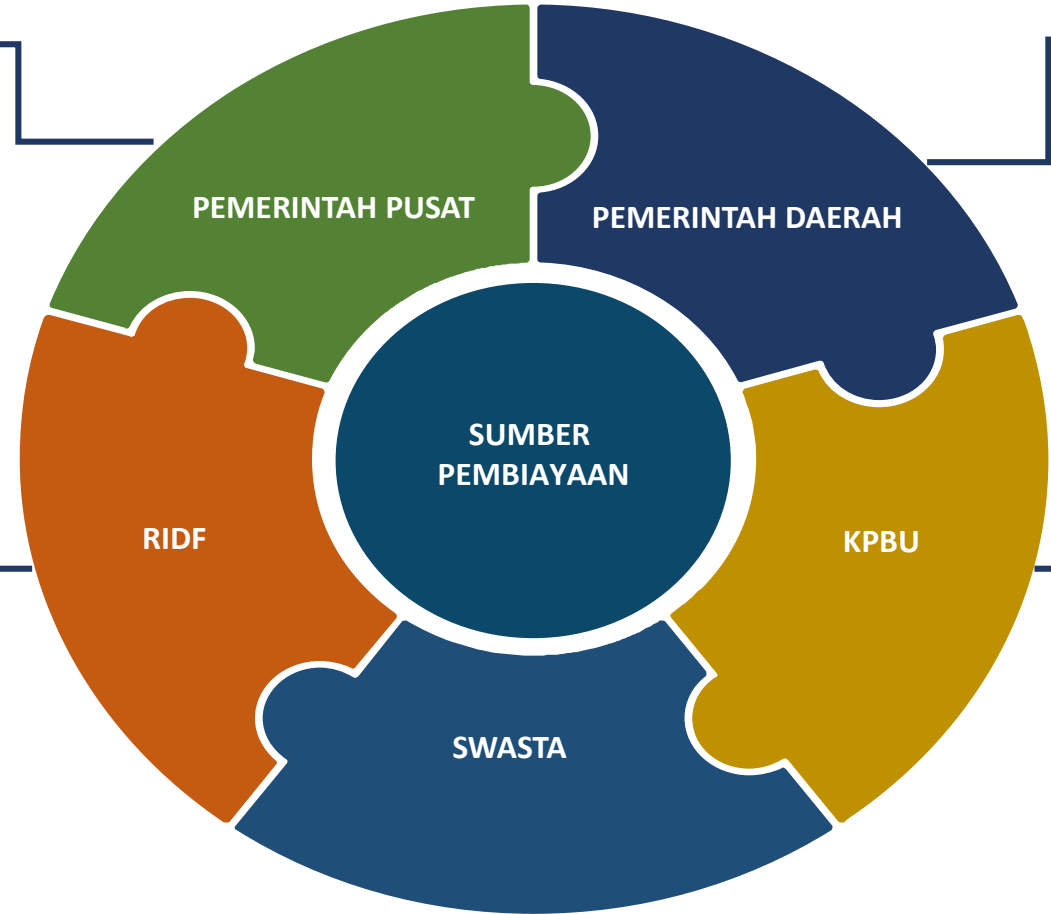 PEMERINTAH PUSAT
PEMERINTAH DAERAH
SUMBER
PEMBIAYAAN
RIDF
KPBU
SWASTA